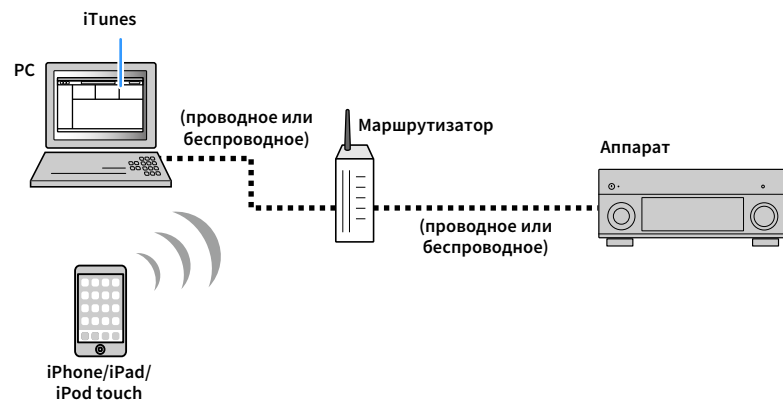 iTunes
PC
(проводное или
беспроводное)
Маршрутизатор
Аппарат
(проводное или
беспроводное)
iPhone/iPad/
iPod touch